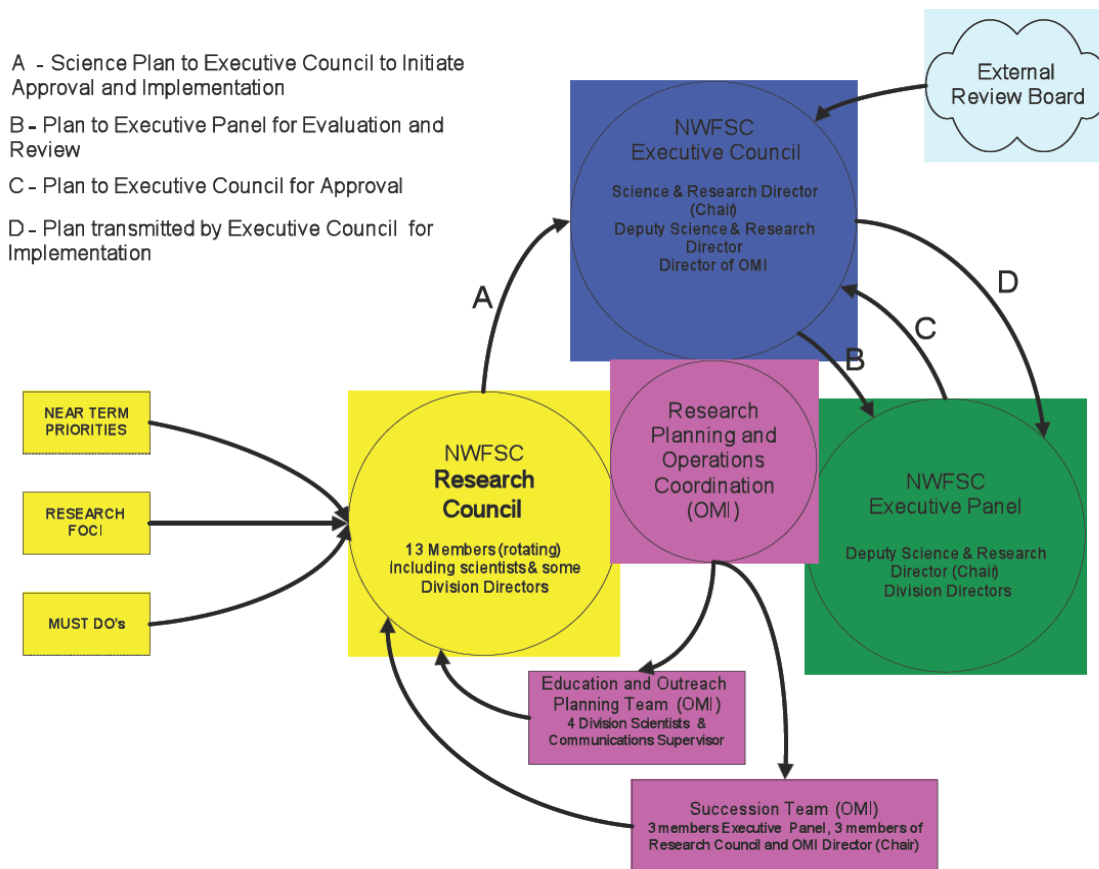 A - Science Plan to Executive Council to Initiate
Approval and Implementation
B - Plan to Executive Panel for Evaluation and
Review
C - Plan to Executive Council for Approval
D - Plan transmitted by Executive Council for
Implementation
External
Review Board
NWFSC
Executive Council
Science & Research Director
(Chair)
Deputy Science & Research
Director
Director of OMI
A
B
C
D
NEAR TERM
PRIORITIES
RESEARCH
FOCI
MUST DO's
NWFSC
Research
Council
13 Members (rotating)
including scientists & some
Division Directors
Research
Planning and
Operations
Coordination
(OMI)
NWFSC
Executive Panel
Deputy Science & Research
Director (Chair)
Division Directors
Education and Outreach
Planning Team (OMI)
4 Division Scientists &
Communications Supervisor
Succession Team (OMI)
3 members Executive Panel, 3 members of
Research Council and OMI Director (Chair)